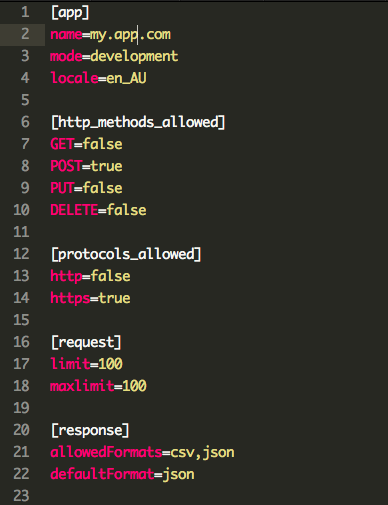 1 [app]
2 name=my.app.com
3 mode=development
4 locale=en_AU
5
6 [http_methods_allowed]
7 GET=false
8 POST=true
9 PUT=false
10 DELETE=false
11
12 [protocols_allowed]
13 http=false
14 https=true
15
16 [request]
17 limit=100
18 maxlimit=100
19
20 [response]
21 allowedFormats=csv,json
22 defaultFormat=json
23